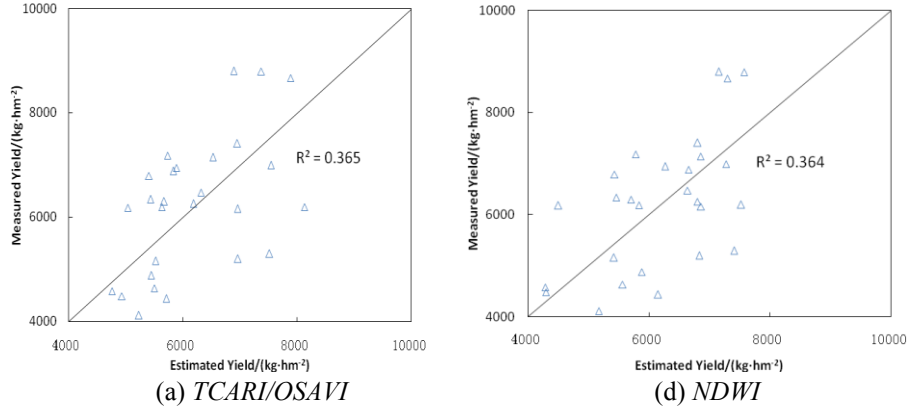 10000
8000
6000
4000
Measured Yield/(kg·hm-2)
R² = 0.365
4000 6000 8000 10000
Estimated Yield/(kg·hm-2)
(a) TCARI/OSAVI
10000
8000
6000
4000
Measured Yield/(kg·hm-2)
R² = 0.364
4000 6000 8000 10000
Estimated Yield/(kg·hm-2)
(d) NDWI